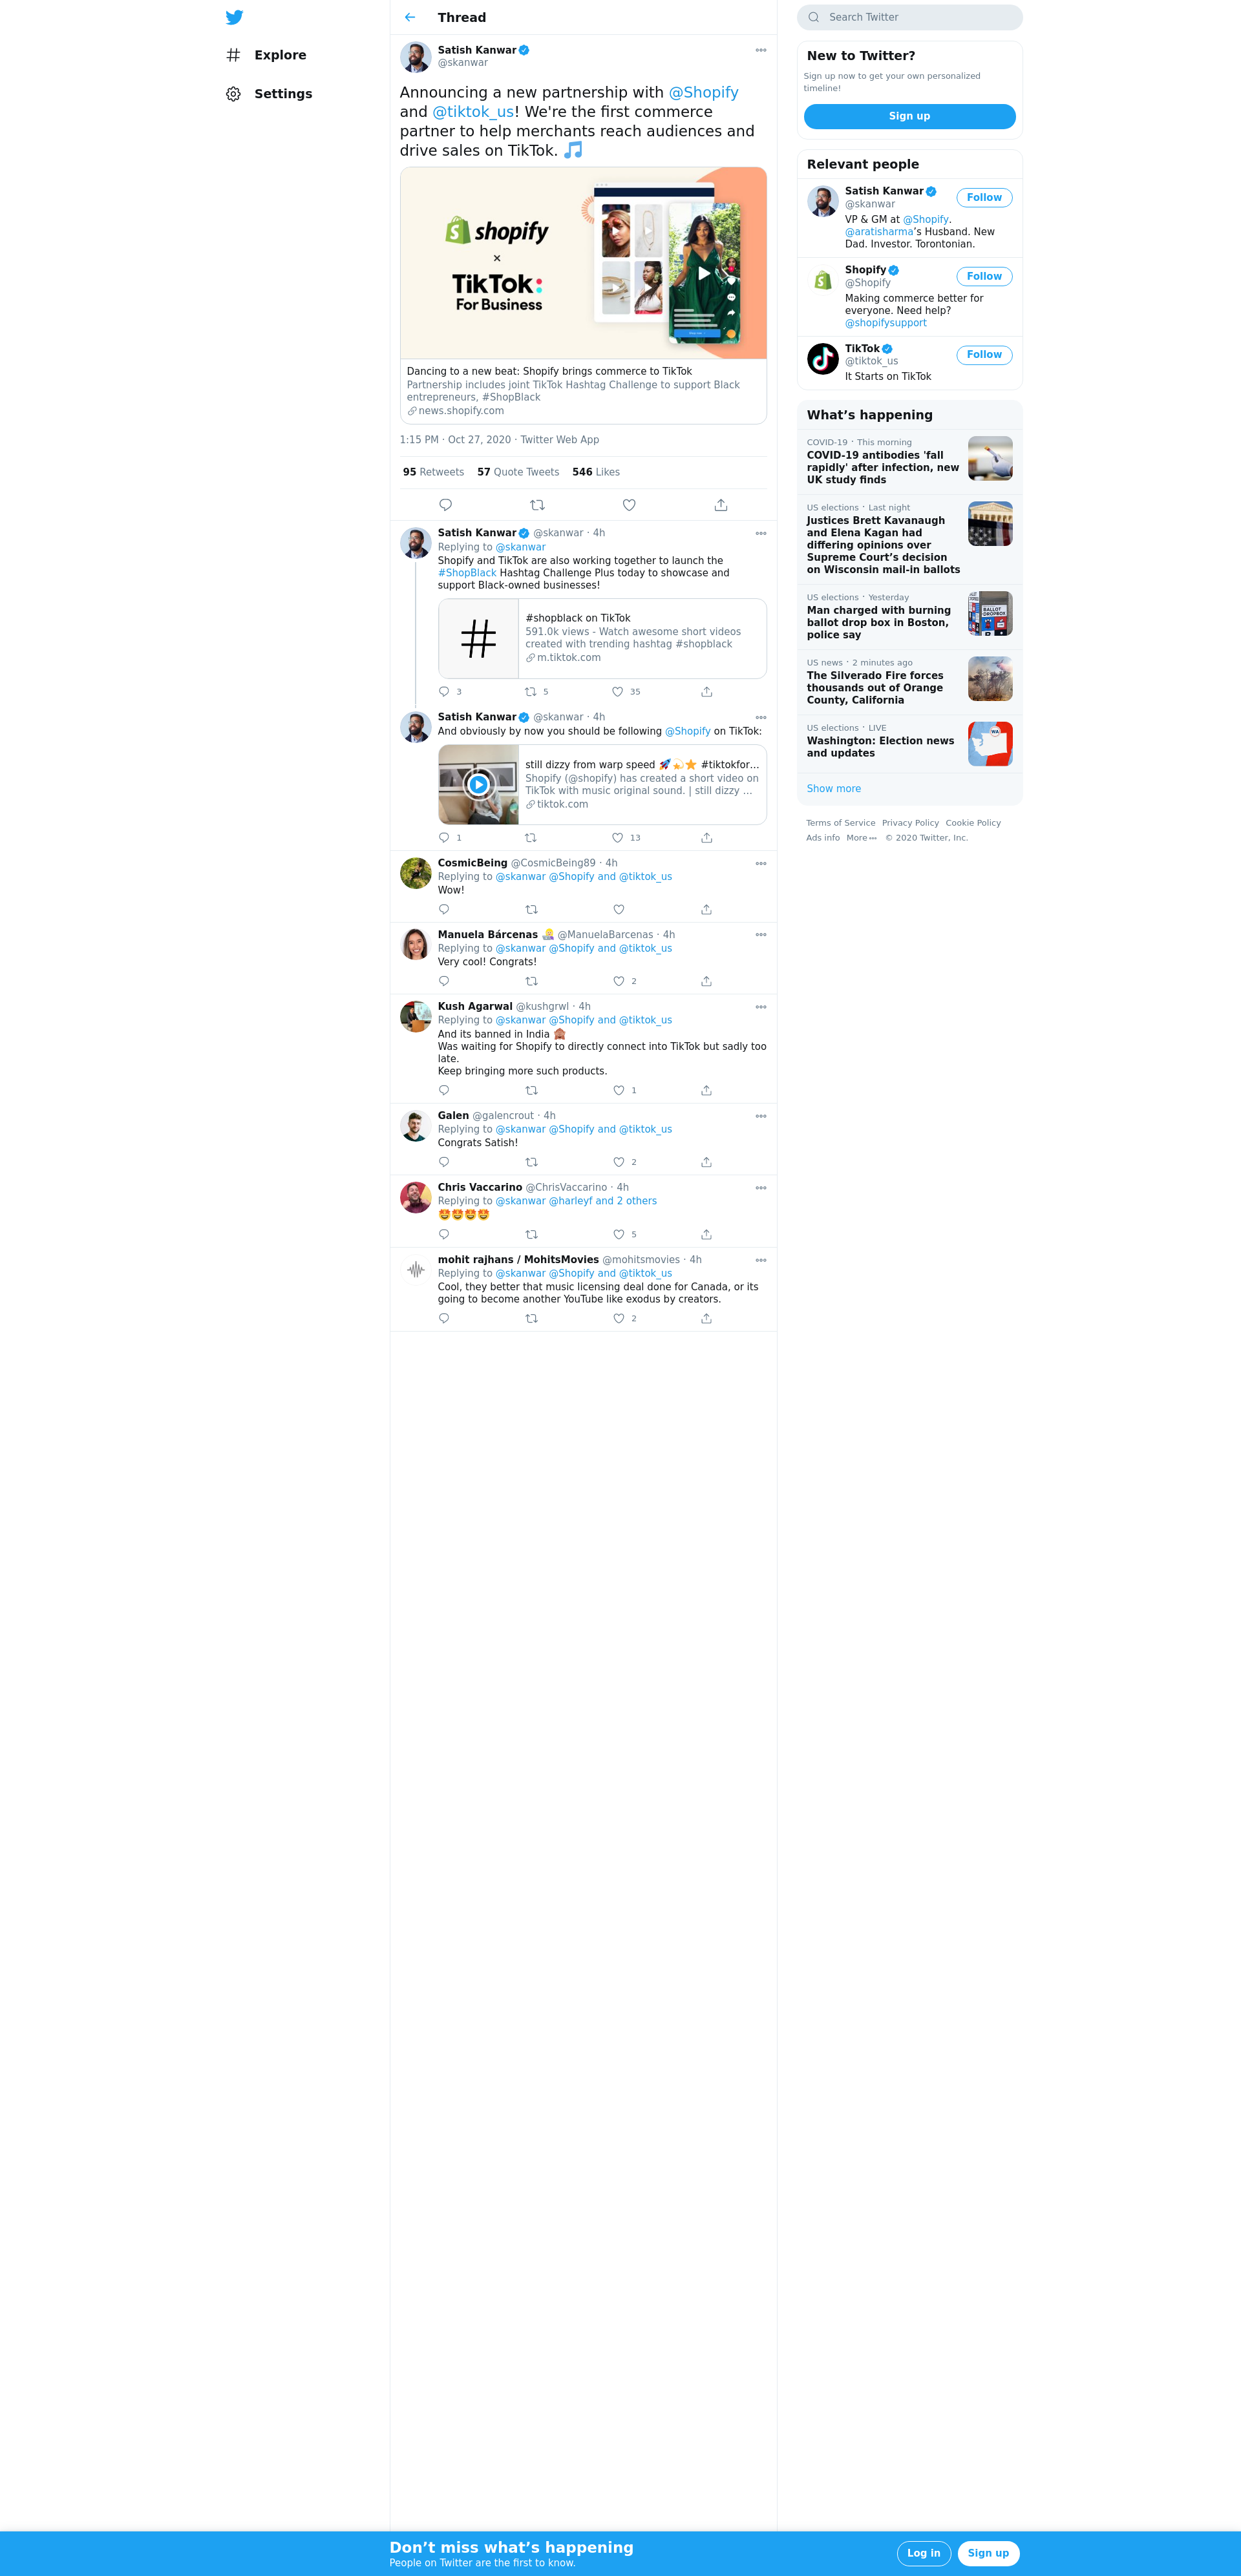 Explore
Settings
Thread
Satish Kanwar
@skanwar
Announcing a new partnership with @Shopify
and @tiktok_us! We're the first commerce
partner to help merchants reach audiences and
drive sales on TikTok. 🎵
shopify
×
TikTok:
For Business
Dancing to a new beat: Shopify brings commerce to TikTok
Partnership includes joint TikTok Hashtag Challenge to support Black
entrepreneurs, #ShopBlack
news.shopify.com
1:15 PM · Oct 27, 2020 · Twitter Web App
95 Retweets 57 Quote Tweets 546 Likes
Satish Kanwar @skanwar · 4h
Replying to @skanwar
Shopify and TikTok are also working together to launch the
#ShopBlack Hashtag Challenge Plus today to showcase and
support Black-owned businesses!
#shopblack on TikTok
591.0k views - Watch awesome short videos
created with trending hashtag #shopblack
m.tiktok.com
3 5 35
Satish Kanwar @skanwar · 4h
And obviously by now you should be following @Shopify on TikTok:
still dizzy from warp speed 🚀💫⭐ #tiktokfor...
Shopify (@shopify) has created a short video on
TikTok with music original sound. | still dizzy ...
tiktok.com
1 13
CosmicBeing @CosmicBeing89 · 4h
Replying to @skanwar @Shopify and @tiktok_us
Wow!
Manuela Bárcenas @ManuelaBarcenas · 4h
Replying to @skanwar @Shopify and @tiktok_us
Very cool! Congrats!
2
Kush Agarwal @kushgrwl · 4h
Replying to @skanwar @Shopify and @tiktok_us
And its banned in India 🙈
Was waiting for Shopify to directly connect into TikTok but sadly too
late.
Keep bringing more such products.
1
Galen @galencrout · 4h
Replying to @skanwar @Shopify and @tiktok_us
Congrats Satish!
2
Chris Vaccarino @ChrisVaccarino · 4h
Replying to @skanwar @harleyf and 2 others
🤩🤩🤩🤩
5
mohit rajhans / MohitsMovies @mohitsmovies · 4h
Replying to @skanwar @Shopify and @tiktok_us
Cool, they better that music licensing deal done for Canada, or its
going to become another YouTube like exodus by creators.
2
Search Twitter
New to Twitter?
Sign up now to get your own personalized
timeline!
Sign up
Relevant people
Satish Kanwar
@skanwar
Follow
VP & GM at @Shopify.
@aratisharma’s Husband. New
Dad. Investor. Torontonian.
Shopify
@Shopify
Follow
Making commerce better for
everyone. Need help?
@shopifysupport
TikTok
@tiktok_us
Follow
It Starts on TikTok
What’s happening
COVID-19 · This morning
COVID-19 antibodies 'fall
rapidly' after infection, new
UK study finds
US elections · Last night
Justices Brett Kavanaugh
and Elena Kagan had
differing opinions over
Supreme Court’s decision
on Wisconsin mail-in ballots
US elections · Yesterday
Man charged with burning
ballot drop box in Boston,
police say
BALLOT
DROPBOX
US news · 2 minutes ago
The Silverado Fire forces
thousands out of Orange
County, California
US elections · LIVE
Washington: Election news
and updates
WA
Show more
Terms of Service Privacy Policy Cookie Policy
Ads info More © 2020 Twitter, Inc.
Don’t miss what’s happening
People on Twitter are the first to know.
Log in
Sign up